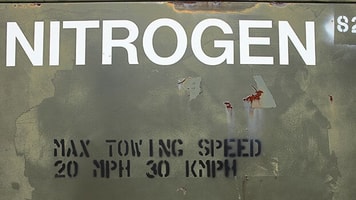 NITROGEN
MAX TOWING SPEED
20 MPH 30 KMPH